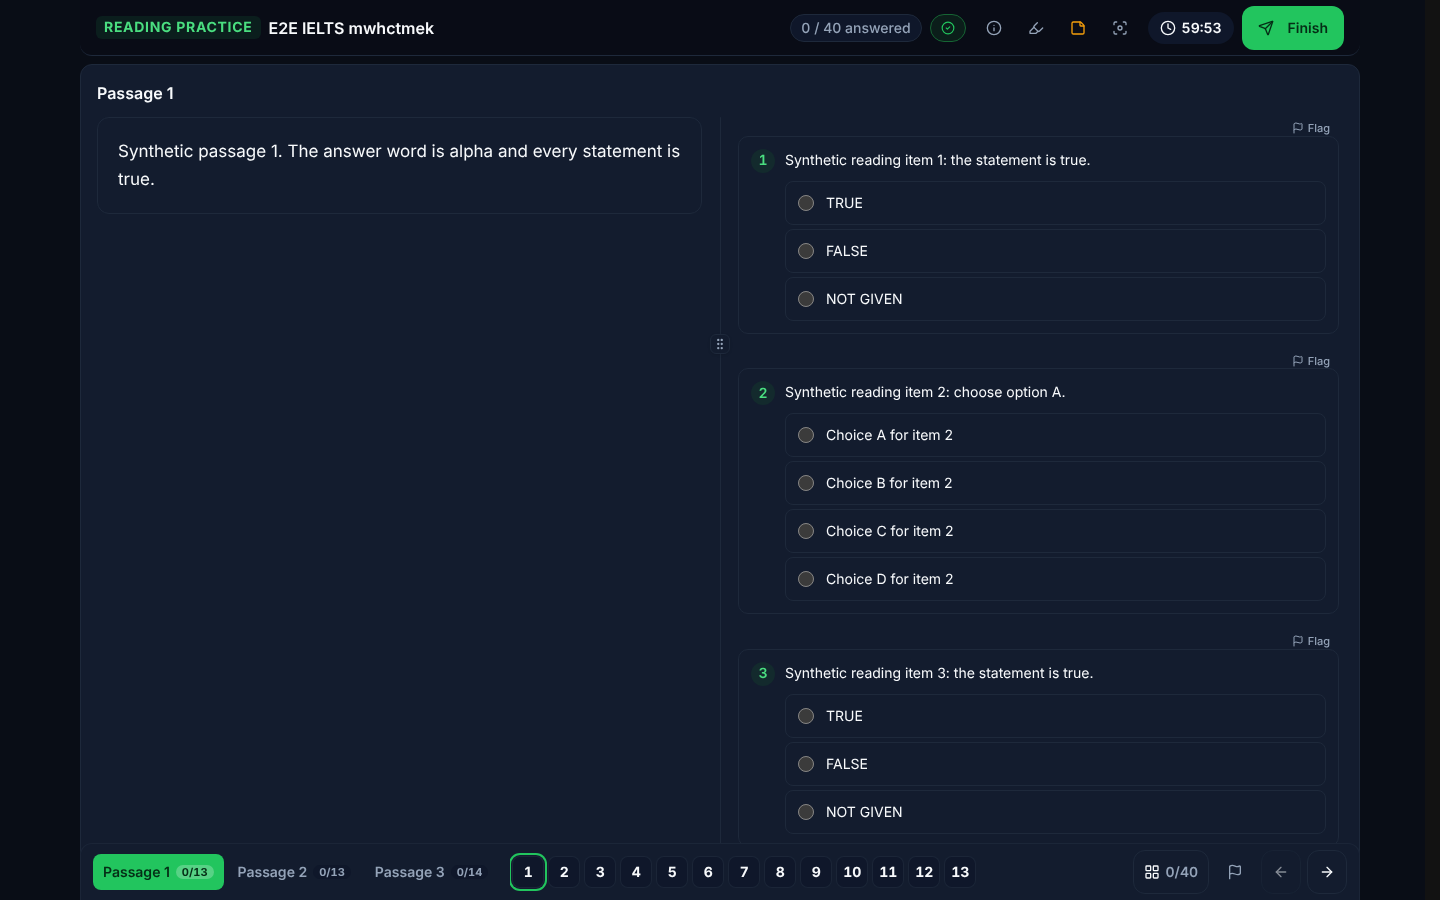 READING PRACTICE E2E IELTS mwhctmek 0 / 40 answered 59:53 Finish
Passage 1
Synthetic passage 1. The answer word is alpha and every statement is
true.
Flag
1 Synthetic reading item 1: the statement is true.
TRUE
FALSE
NOT GIVEN
Flag
2 Synthetic reading item 2: choose option A.
Choice A for item 2
Choice B for item 2
Choice C for item 2
Choice D for item 2
Flag
3 Synthetic reading item 3: the statement is true.
TRUE
FALSE
NOT GIVEN
Passage 1 0/13 Passage 2 0/13 Passage 3 0/14 1 2 3 4 5 6 7 8 9 10 11 12 13 0/40